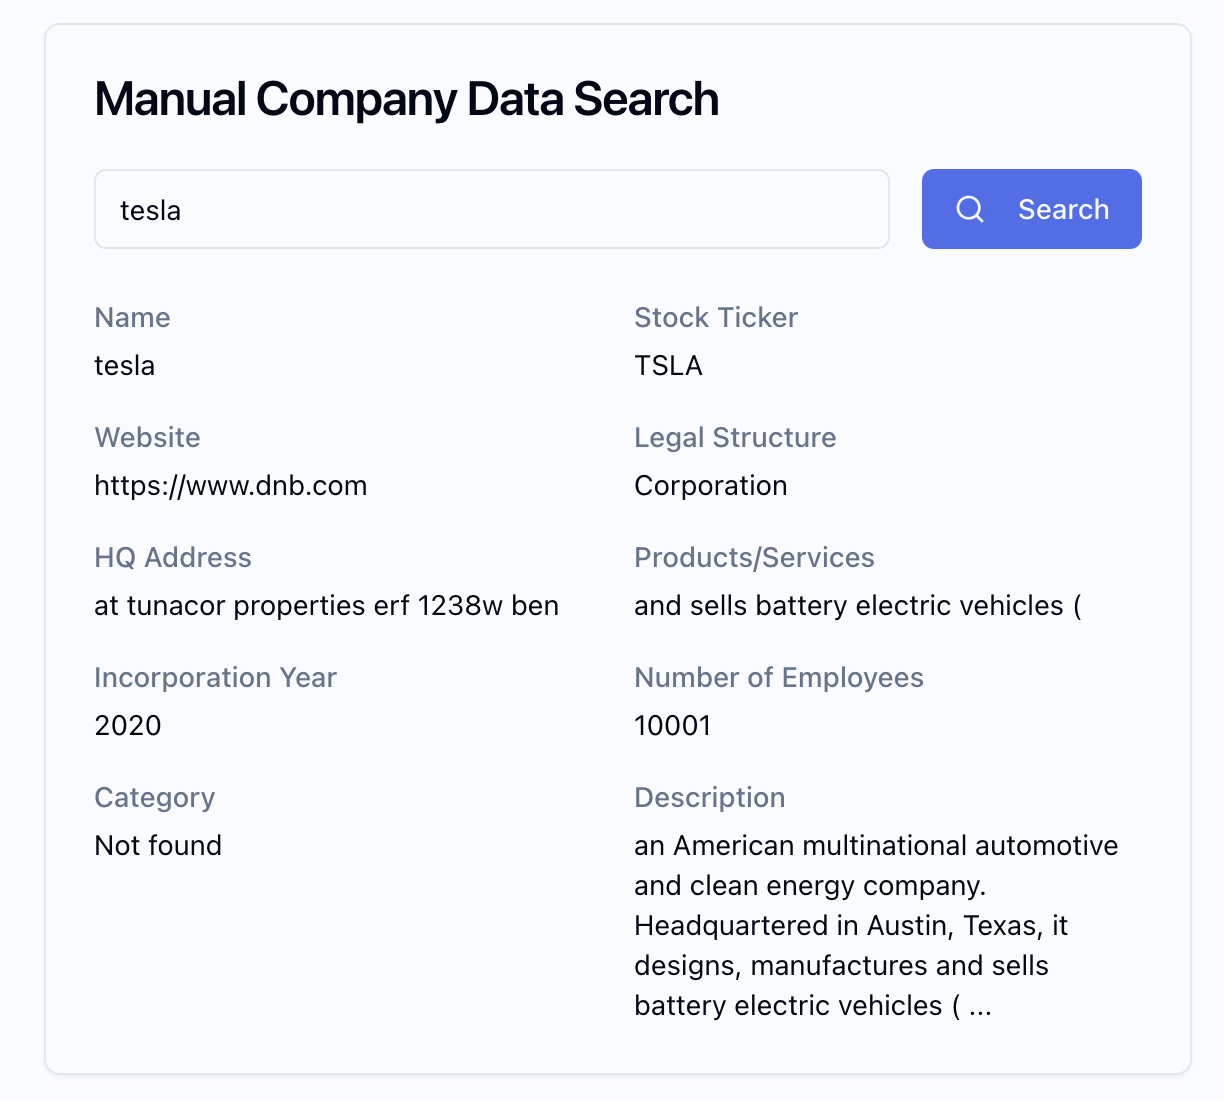 Manual Company Data Search
tesla
Search
Name
tesla
Stock Ticker
TSLA
Website
https://www.dnb.com
Legal Structure
Corporation
HQ Address
at tunacor properties erf 1238w ben
Products/Services
and sells battery electric vehicles (
Incorporation Year
2020
Number of Employees
10001
Category
Not found
Description
an American multinational automotive
and clean energy company.
Headquartered in Austin, Texas, it
designs, manufactures and sells
battery electric vehicles ( ...